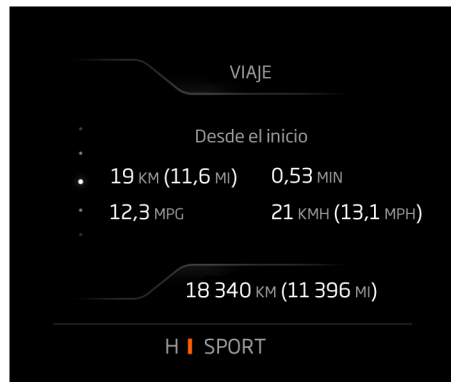 VIAJE
Desde el inicio
19 KM (11,6 MI) 0,53 MIN
12,3 MPG 21 KMH (13,1 MPH)
18 340 KM (11 396 MI)
H SPORT